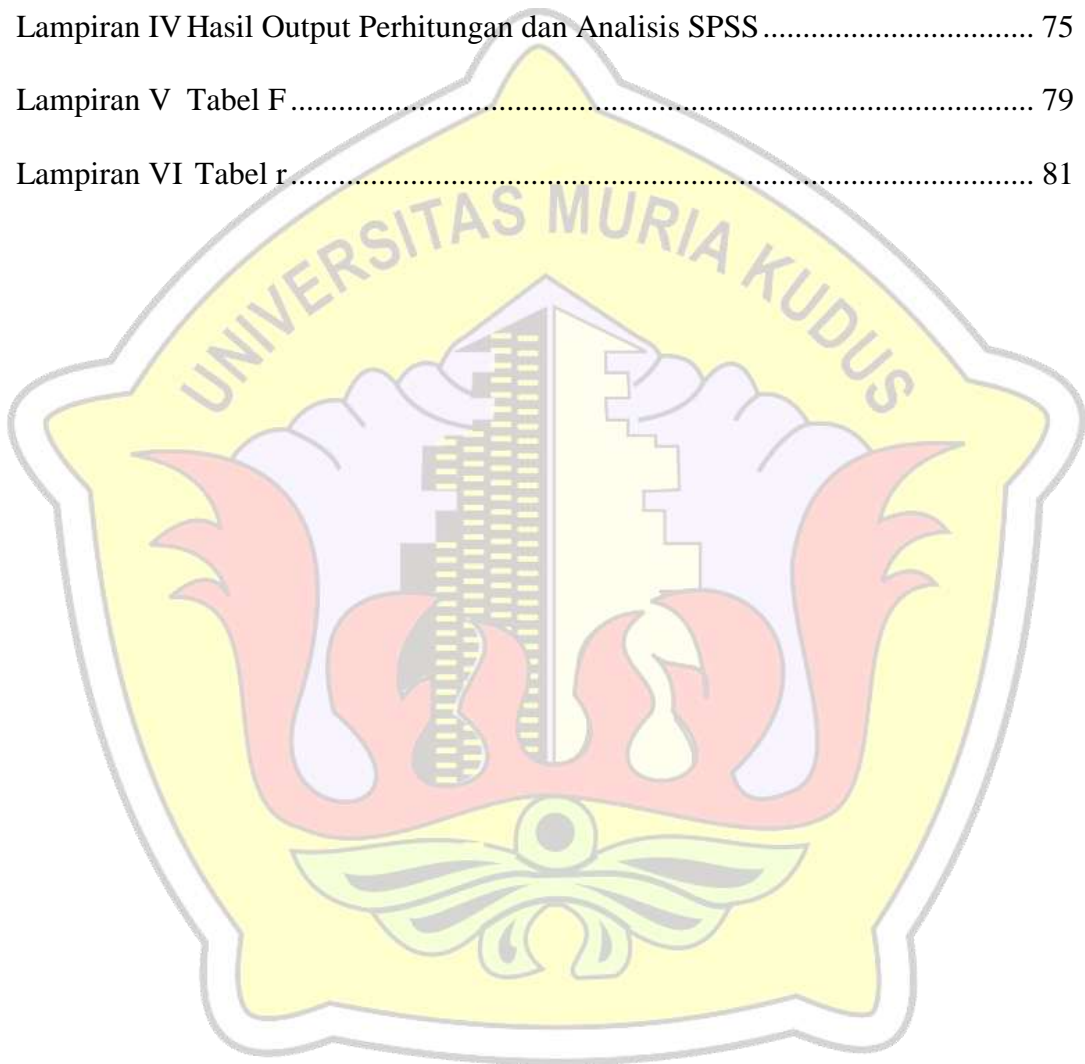 Lampiran IV Hasil Output Perhitungan dan Analisis SPSS ................................. 75
Lampiran V Tabel F ........................................................................................... 79
Lampiran VI Tabel r ........................................................................................... 81
UNIVERSITAS MURIA KUDUS